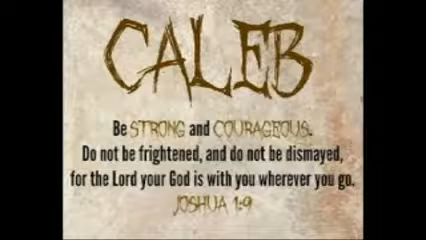 CALEB
Be STRONG and COURAGEOUS.
Do not be frightened, and do not be dismayed,
for the Lord your God is with you wherever you go.
JOSHUA 1:9